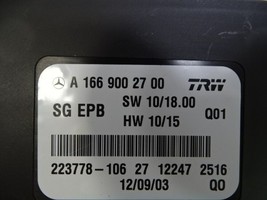 A 166 900 27 00 TRW
SG EPB SW 10/18.00 Q01
HW 10/15
223778-106 27 12247 2516
12/09/03 QO